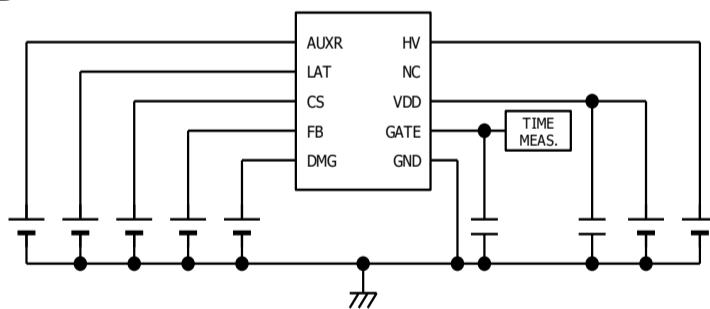 AUXR
LAT
CS
FB
DMG
HV
NC
VDD
GATE
GND
TIME
MEAS.